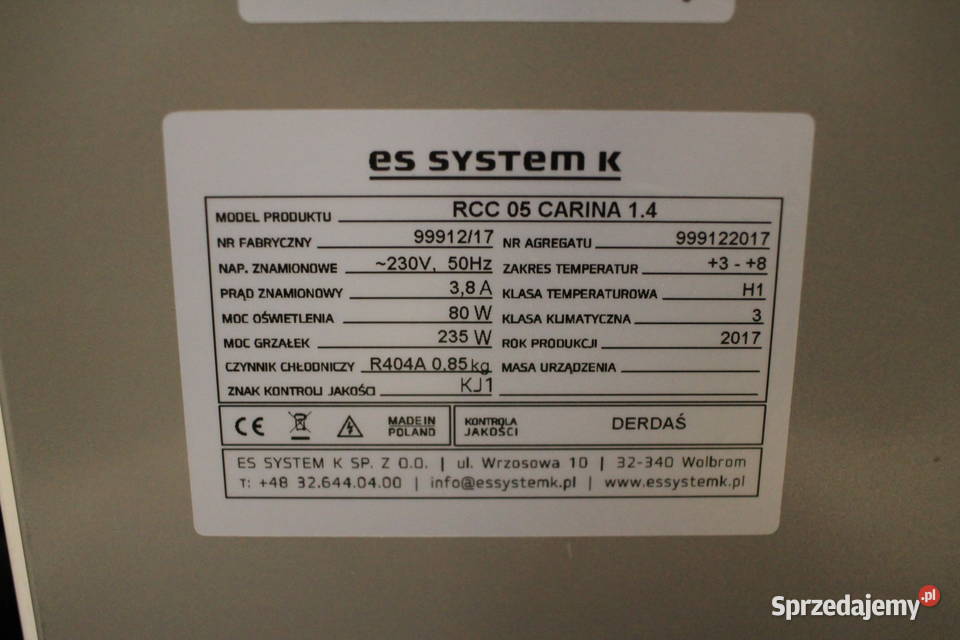 es system k
MODEL PRODUKTU RCC 05 CARINA 1.4
NR FABRYCZNY 99912/17 NR AGREGATU 999122017
NAP. ZNAMIONOWE ~230V, 50Hz ZAKRES TEMPERATUR +3 - +8
PRĄD ZNAMIONOWY 3,8 A KLASA TEMPERATUROWA H1
MOC OŚWIETLENIA 80 W KLASA KLIMATYCZNA 3
MOC GRZAŁEK 235 W ROK PRODUKCJI 2017
CZYNNIK CHŁODNICZY R404A 0,85 kg MASA URZĄDZENIA
ZNAK KONTROLI JAKOŚCI KJ1
CE MADE IN POLAND KONTROLA JAKOŚCI DERDAŚ
ES SYSTEM K SP. Z O.O. | ul. Wrzosowa 10 | 32-340 Wolbrom
T: +48 32.644.04.00 | info@essystemk.pl | www.essystemk.pl
Sprzedajemy.pl